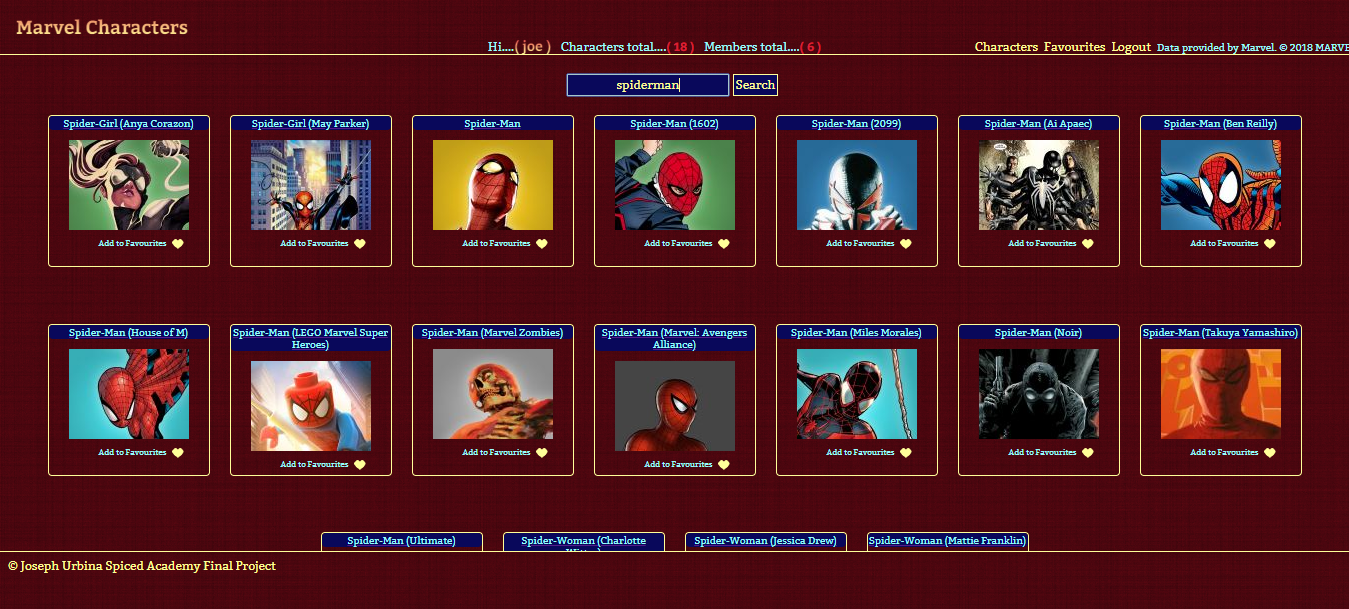 Marvel Characters
Hi....( joe ) Characters total....( 18 ) Members total....( 6 )
Characters Favourites Logout Data provided by Marvel. © 2018 MARVE
spiderman Search
Spider-Girl (Anya Corazon) Spider-Girl (May Parker) Spider-Man Spider-Man (1602) Spider-Man (2099) Spider-Man (Ai Apaec) Spider-Man (Ben Reilly)
Add to Favourites Add to Favourites Add to Favourites Add to Favourites Add to Favourites Add to Favourites Add to Favourites
Spider-Man (House of M) Spider-Man (LEGO Marvel Super Heroes) Spider-Man (Marvel Zombies) Spider-Man (Marvel: Avengers Alliance) Spider-Man (Miles Morales) Spider-Man (Noir) Spider-Man (Takuya Yamashiro)
Add to Favourites Add to Favourites Add to Favourites Add to Favourites Add to Favourites Add to Favourites Add to Favourites
Spider-Man (Ultimate) Spider-Woman (Charlotte Spider-Woman (Jessica Drew) Spider-Woman (Mattie Franklin)
© Joseph Urbina Spiced Academy Final Project